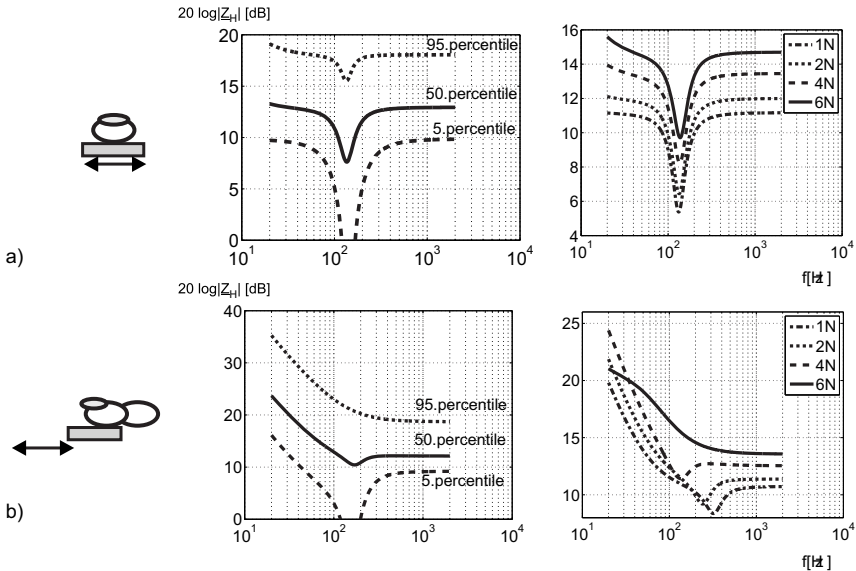 20 log|Z_H| [dB]
20
15
10
5
0
95.percentile
50.percentile
5.percentile
10^1
10^2
10^3
10^4
16
14
12
10
8
6
4
1N
2N
4N
6N
10^1
10^2
10^3
10^4
f[Hz]
a)
20 log|Z_H| [dB]
40
30
20
10
0
95.percentile
50.percentile
5.percentile
10^1
10^2
10^3
10^4
25
20
15
10
1N
2N
4N
6N
10^1
10^2
10^3
10^4
f[Hz]
b)